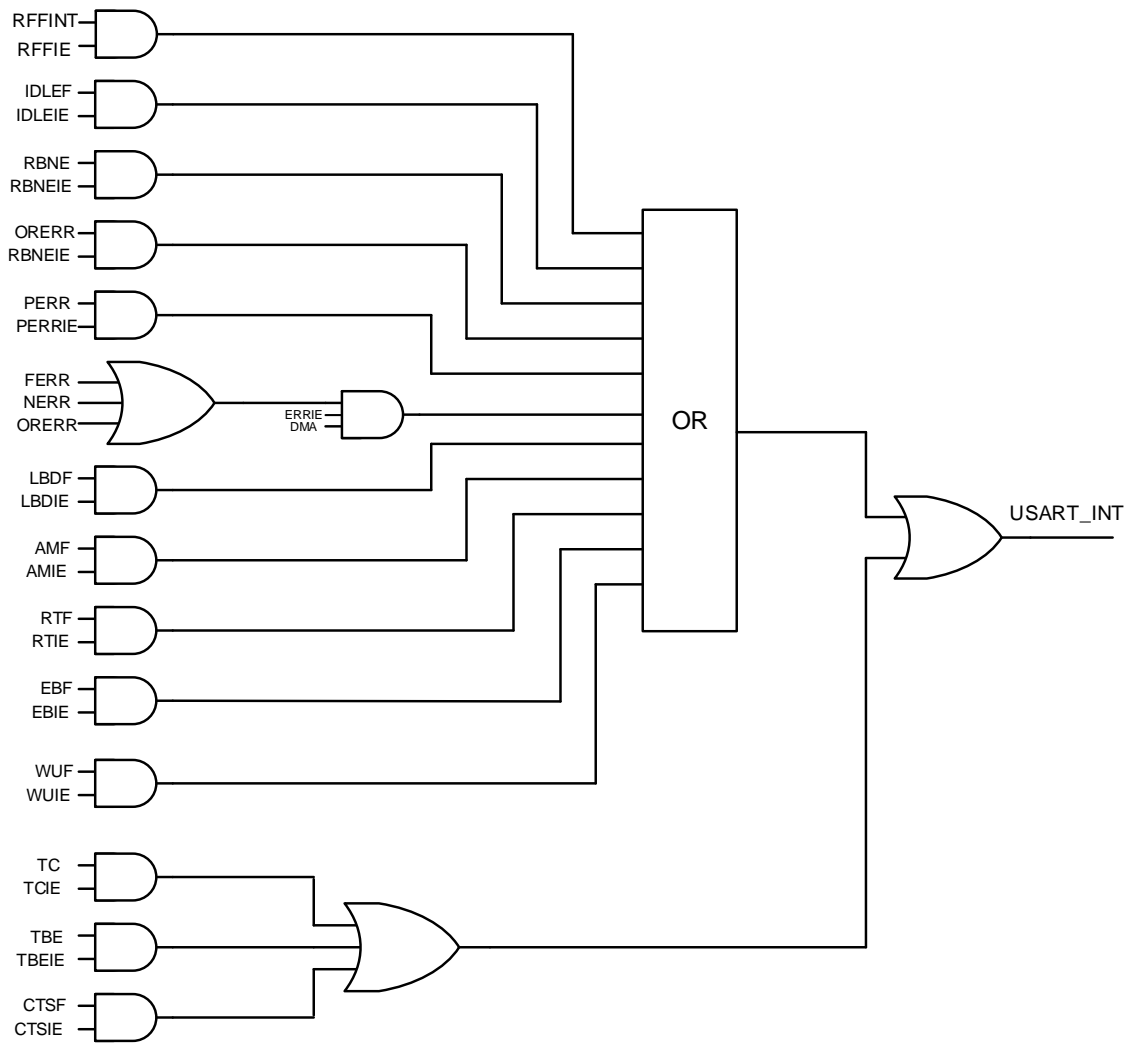 RFFINT
RFFIE
IDLEF
IDLEIE
RBNE
RBNEIE
ORERR
RBNEIE
PERR
PERRIE
FERR
NERR
ORERR
ERRIE
DMA
OR
LBDF
LBDIE
USART_INT
AMF
AMIE
RTF
RTIE
EBF
EBIE
WUF
WUIE
TC
TCIE
TBE
TBEIE
CTSF
CTSIE